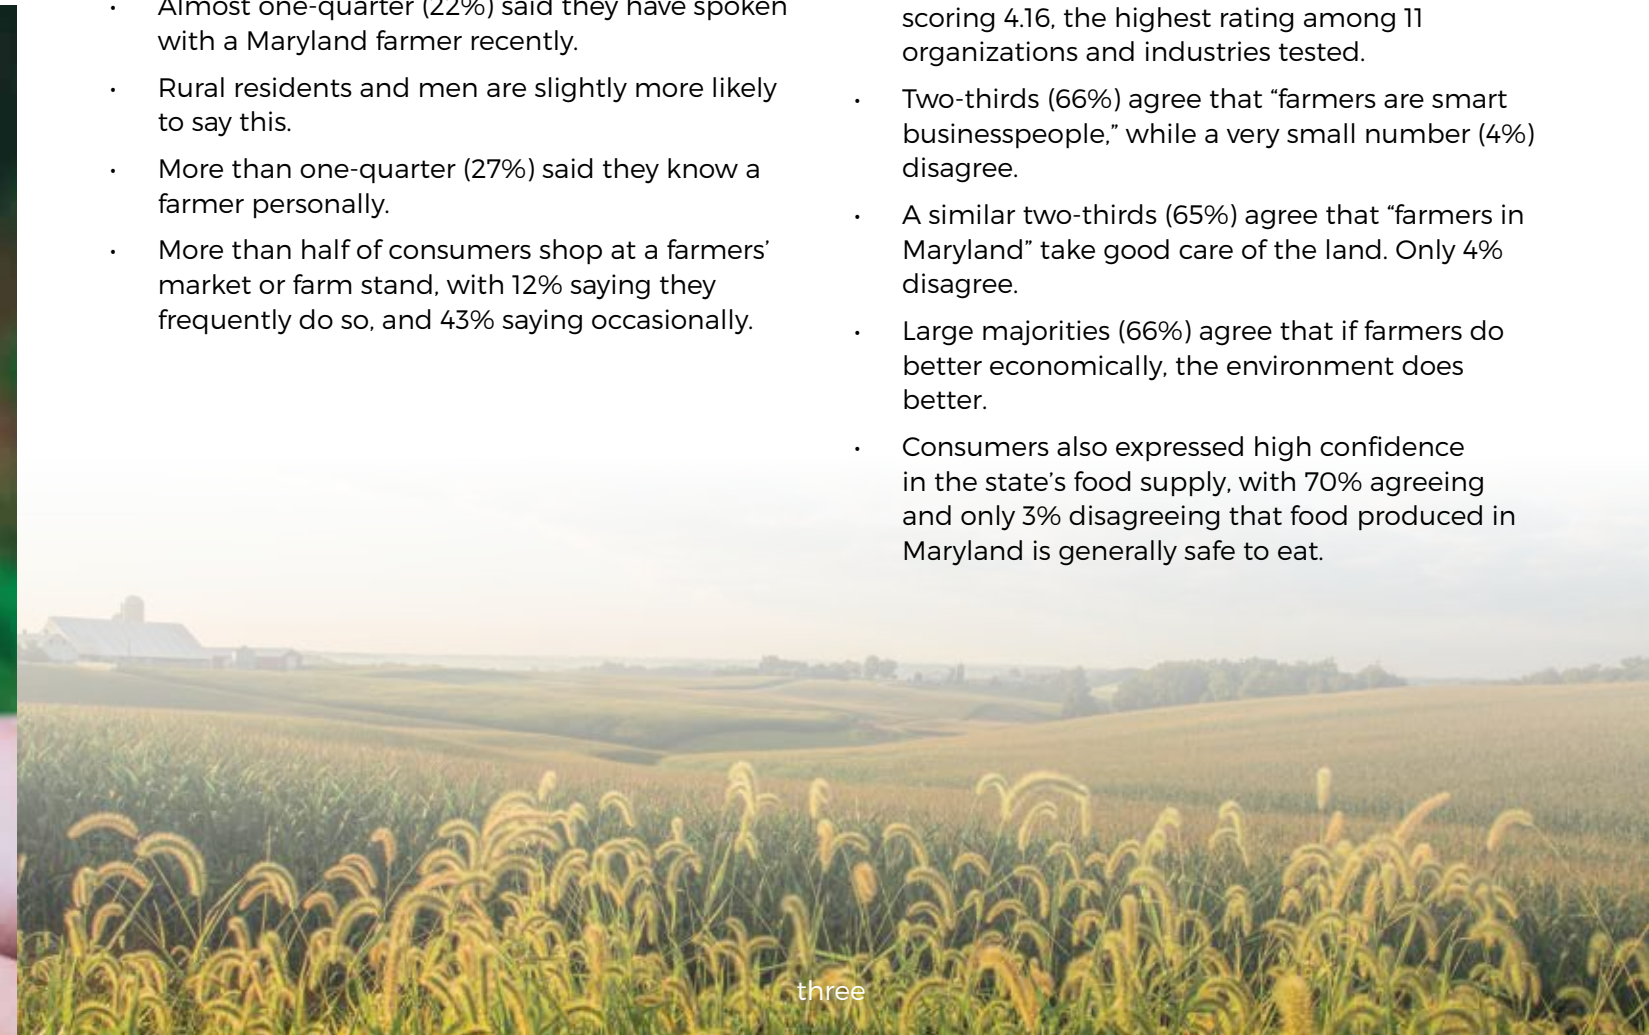 Almost one-quarter (22%) said they have spoken
with a Maryland farmer recently.
• Rural residents and men are slightly more likely
to say this.
• More than one-quarter (27%) said they know a
farmer personally.
• More than half of consumers shop at a farmers’
market or farm stand, with 12% saying they
frequently do so, and 43% saying occasionally.
scoring 4.16, the highest rating among 11
organizations and industries tested.
• Two-thirds (66%) agree that “farmers are smart
businesspeople,” while a very small number (4%)
disagree.
• A similar two-thirds (65%) agree that “farmers in
Maryland” take good care of the land. Only 4%
disagree.
• Large majorities (66%) agree that if farmers do
better economically, the environment does
better.
• Consumers also expressed high confidence
in the state’s food supply, with 70% agreeing
and only 3% disagreeing that food produced in
Maryland is generally safe to eat.
three